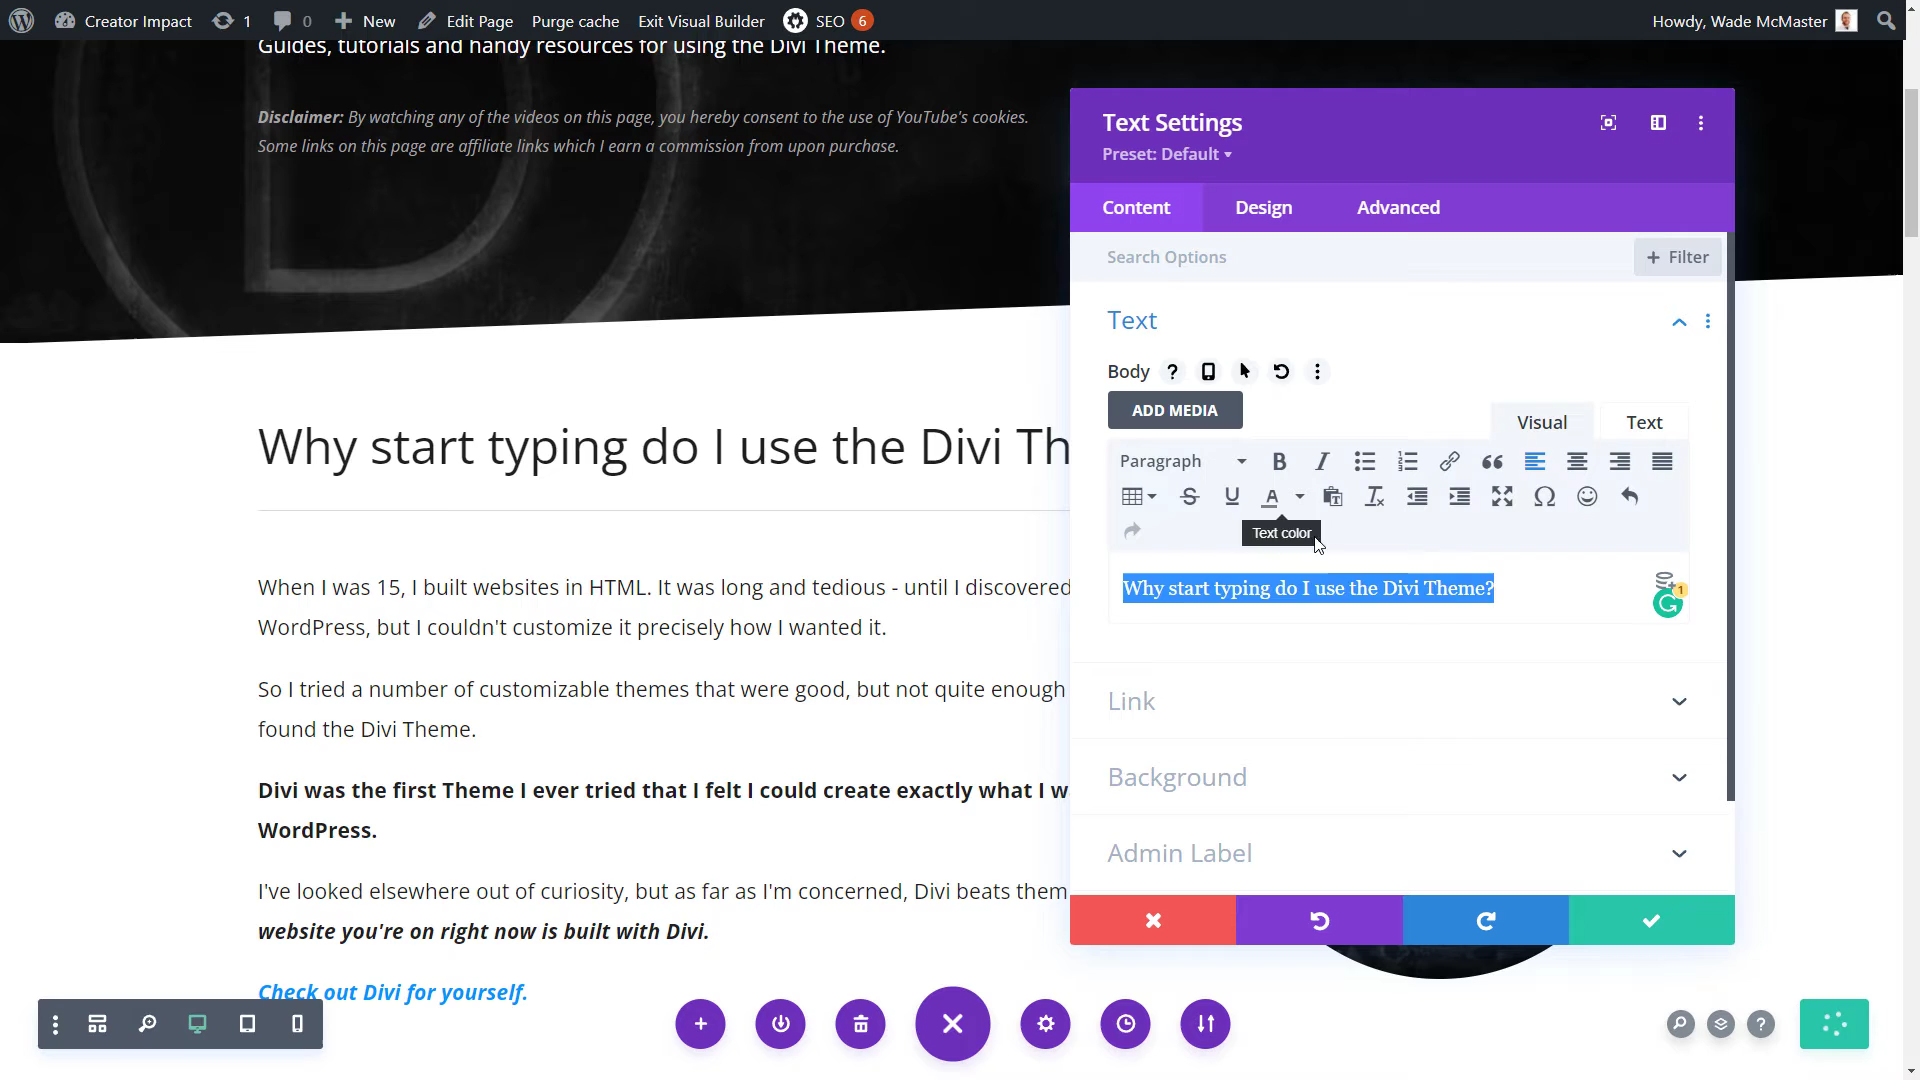 Creator Impact 1 0 New Edit Page Purge cache Exit Visual Builder SEO 6 Howdy, Wade McMaster
Guides, tutorials and handy resources for using the Divi Theme.
Disclaimer: By watching any of the videos on this page, you hereby consent to the use of YouTube's cookies.
Some links on this page are affiliate links which I earn a commission from upon purchase.
Why start typing do I use the Divi Th
When I was 15, I built websites in HTML. It was long and tedious - until I discovered
WordPress, but I couldn't customize it precisely how I wanted it.
So I tried a number of customizable themes that were good, but not quite enough
found the Divi Theme.
Divi was the first Theme I ever tried that I felt I could create exactly what I w
WordPress.
I've looked elsewhere out of curiosity, but as far as I'm concerned, Divi beats them
website you're on right now is built with Divi.
Check out Divi for yourself.
Text Settings
Preset: Default
Content Design Advanced
Search Options + Filter
Text
Body ?
ADD MEDIA
Visual Text
Paragraph B I
U A Ω
Text color
Why start typing do I use the Divi Theme?
1
Link
Background
Admin Label
?